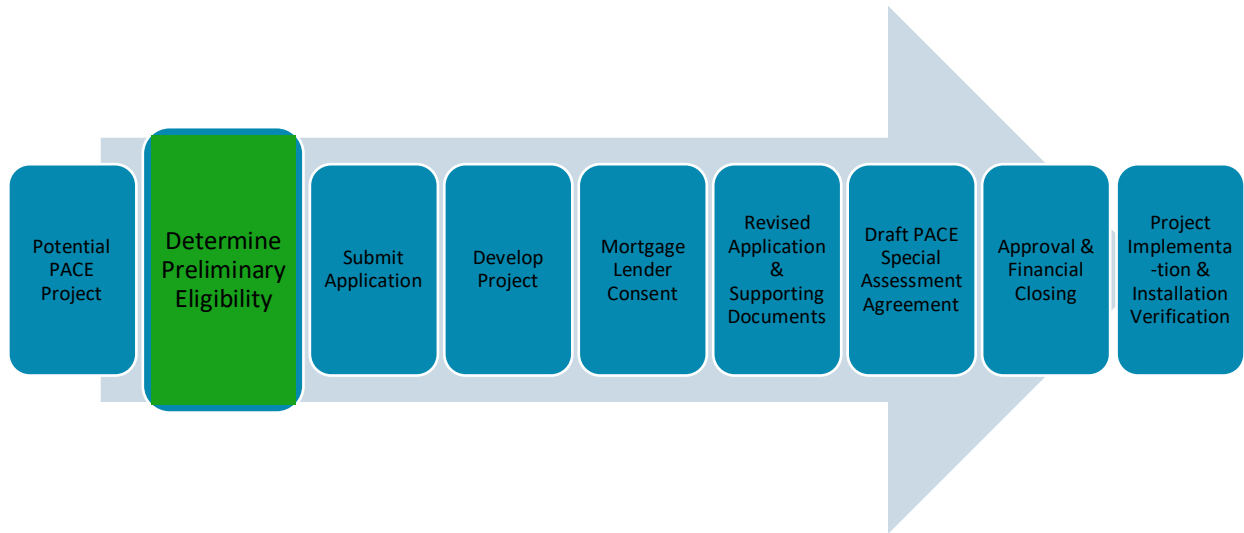 Potential
PACE
Project
Determine
Preliminary
Eligibility
Submit
Application
Develop
Project
Mortgage
Lender
Consent
Revised
Application
&
Supporting
Documents
Draft PACE
Special
Assessment
Agreement
Approval &
Financial
Closing
Project
Implementa
-tion &
Installation
Verification